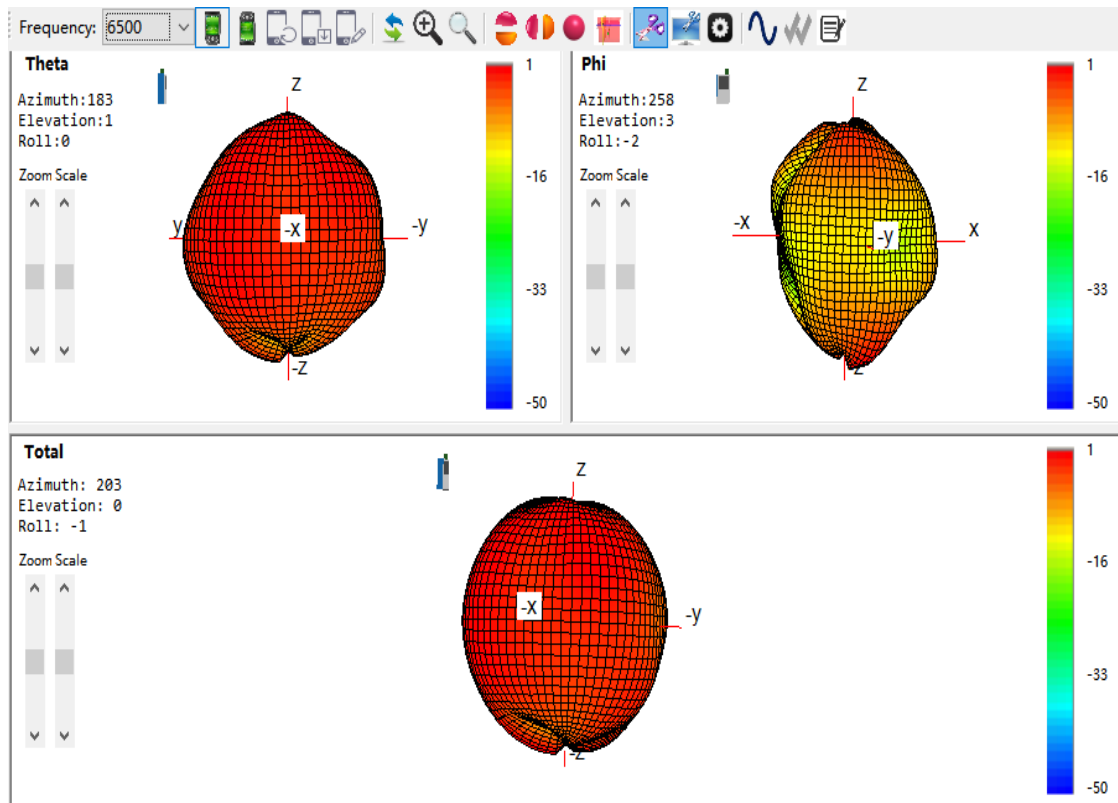 Frequency: 6500
Theta
Azimuth:183
Elevation:1
Roll:0
Zoom Scale
Z
y
-X
-y
-Z
1
-16
-33
-50
Phi
Azimuth:258
Elevation:3
Roll:-2
Zoom Scale
Z
-X
-y
X
-Z
1
-16
-33
-50
Total
Azimuth: 203
Elevation: 0
Roll: -1
Zoom Scale
Z
-X
-y
-Z
1
-16
-33
-50